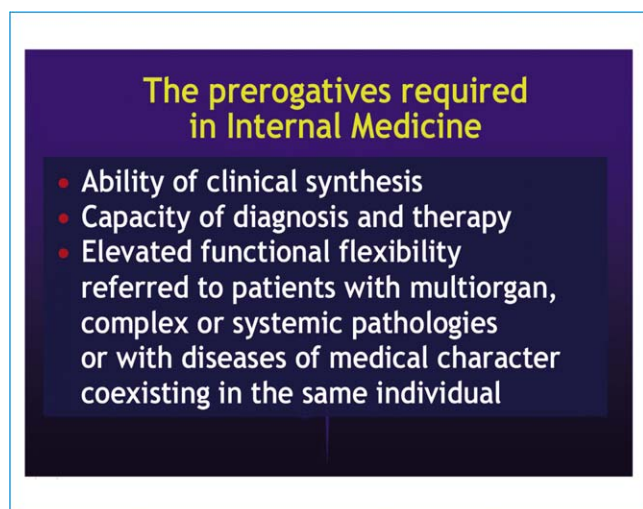 The prerogatives required
in Internal Medicine
• Ability of clinical synthesis
• Capacity of diagnosis and therapy
• Elevated functional flexibility
referred to patients with multiorgan,
complex or systemic pathologies
or with diseases of medical character
coexisting in the same individual